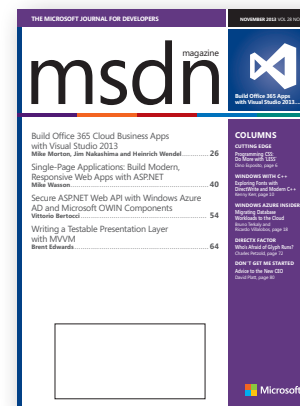 THE MICROSOFT JOURNAL FOR DEVELOPERS
NOVEMBER 2013 VOL 28 NO
magazine
msdn
Build Office 365 Apps
with Visual Studio 2013....
Build Office 365 Cloud Business Apps
with Visual Studio 2013
Mike Morton, Jim Nakashima and Heinrich Wendel............ 26
Single-Page Applications: Build Modern,
Responsive Web Apps with ASP.NET
Mike Wasson............ 40
Secure ASP.NET Web API with Windows Azure
AD and Microsoft OWIN Components
Vittorio Bertocci............ 54
Writing a Testable Presentation Layer
with MVVM
Brent Edwards............ 64
COLUMNS
CUTTING EDGE
Programming CSS:
Do More with 'LESS'
Dino Esposito, page 6
WINDOWS WITH C++
Exploring Fonts with
DirectWrite and Modern C++
Kenny Kerr, page
WINDOWS AZURE INSIDER
Migrating Database
Workloads to the Cloud
Bruno Terkaly and
Ricardo Villalobos, page 18
DIRECTX FACTOR
Who's Afraid of Glyph Runs?
Charles Petzold, page 72
DON'T GET ME STARTED
Advice to the New CEO
David Platt, page 80
Microsoft